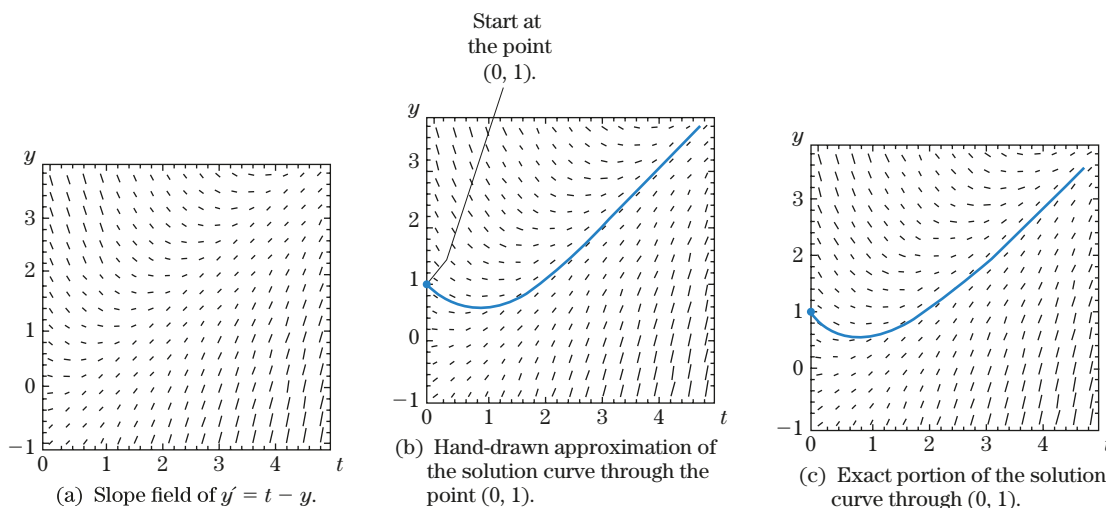 Start at
the point
(0, 1).
y
3
2
1
0
−1
0
1
2
3
4
t
(a) Slope field of y′ = t − y.
y
3
2
1
0
−1
0
1
2
3
4
t
(b) Hand-drawn approximation of
the solution curve through the
point (0, 1).
y
3
2
1
0
−1
0
1
2
3
4
(c) Exact portion of the solution
curve through (0, 1).